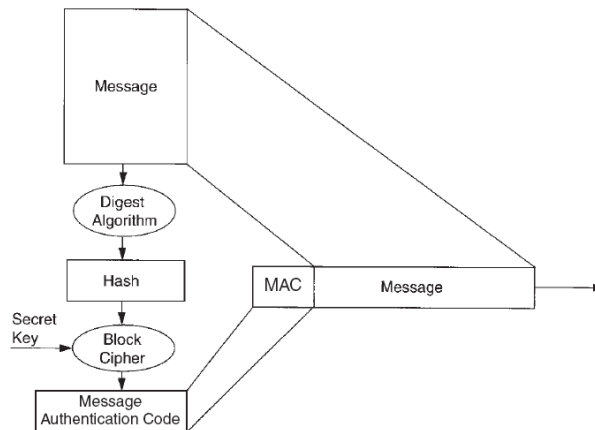 Message
Digest
Algorithm
Hash
MAC
Message
Secret
Key
Block
Cipher
Message
Authentication Code